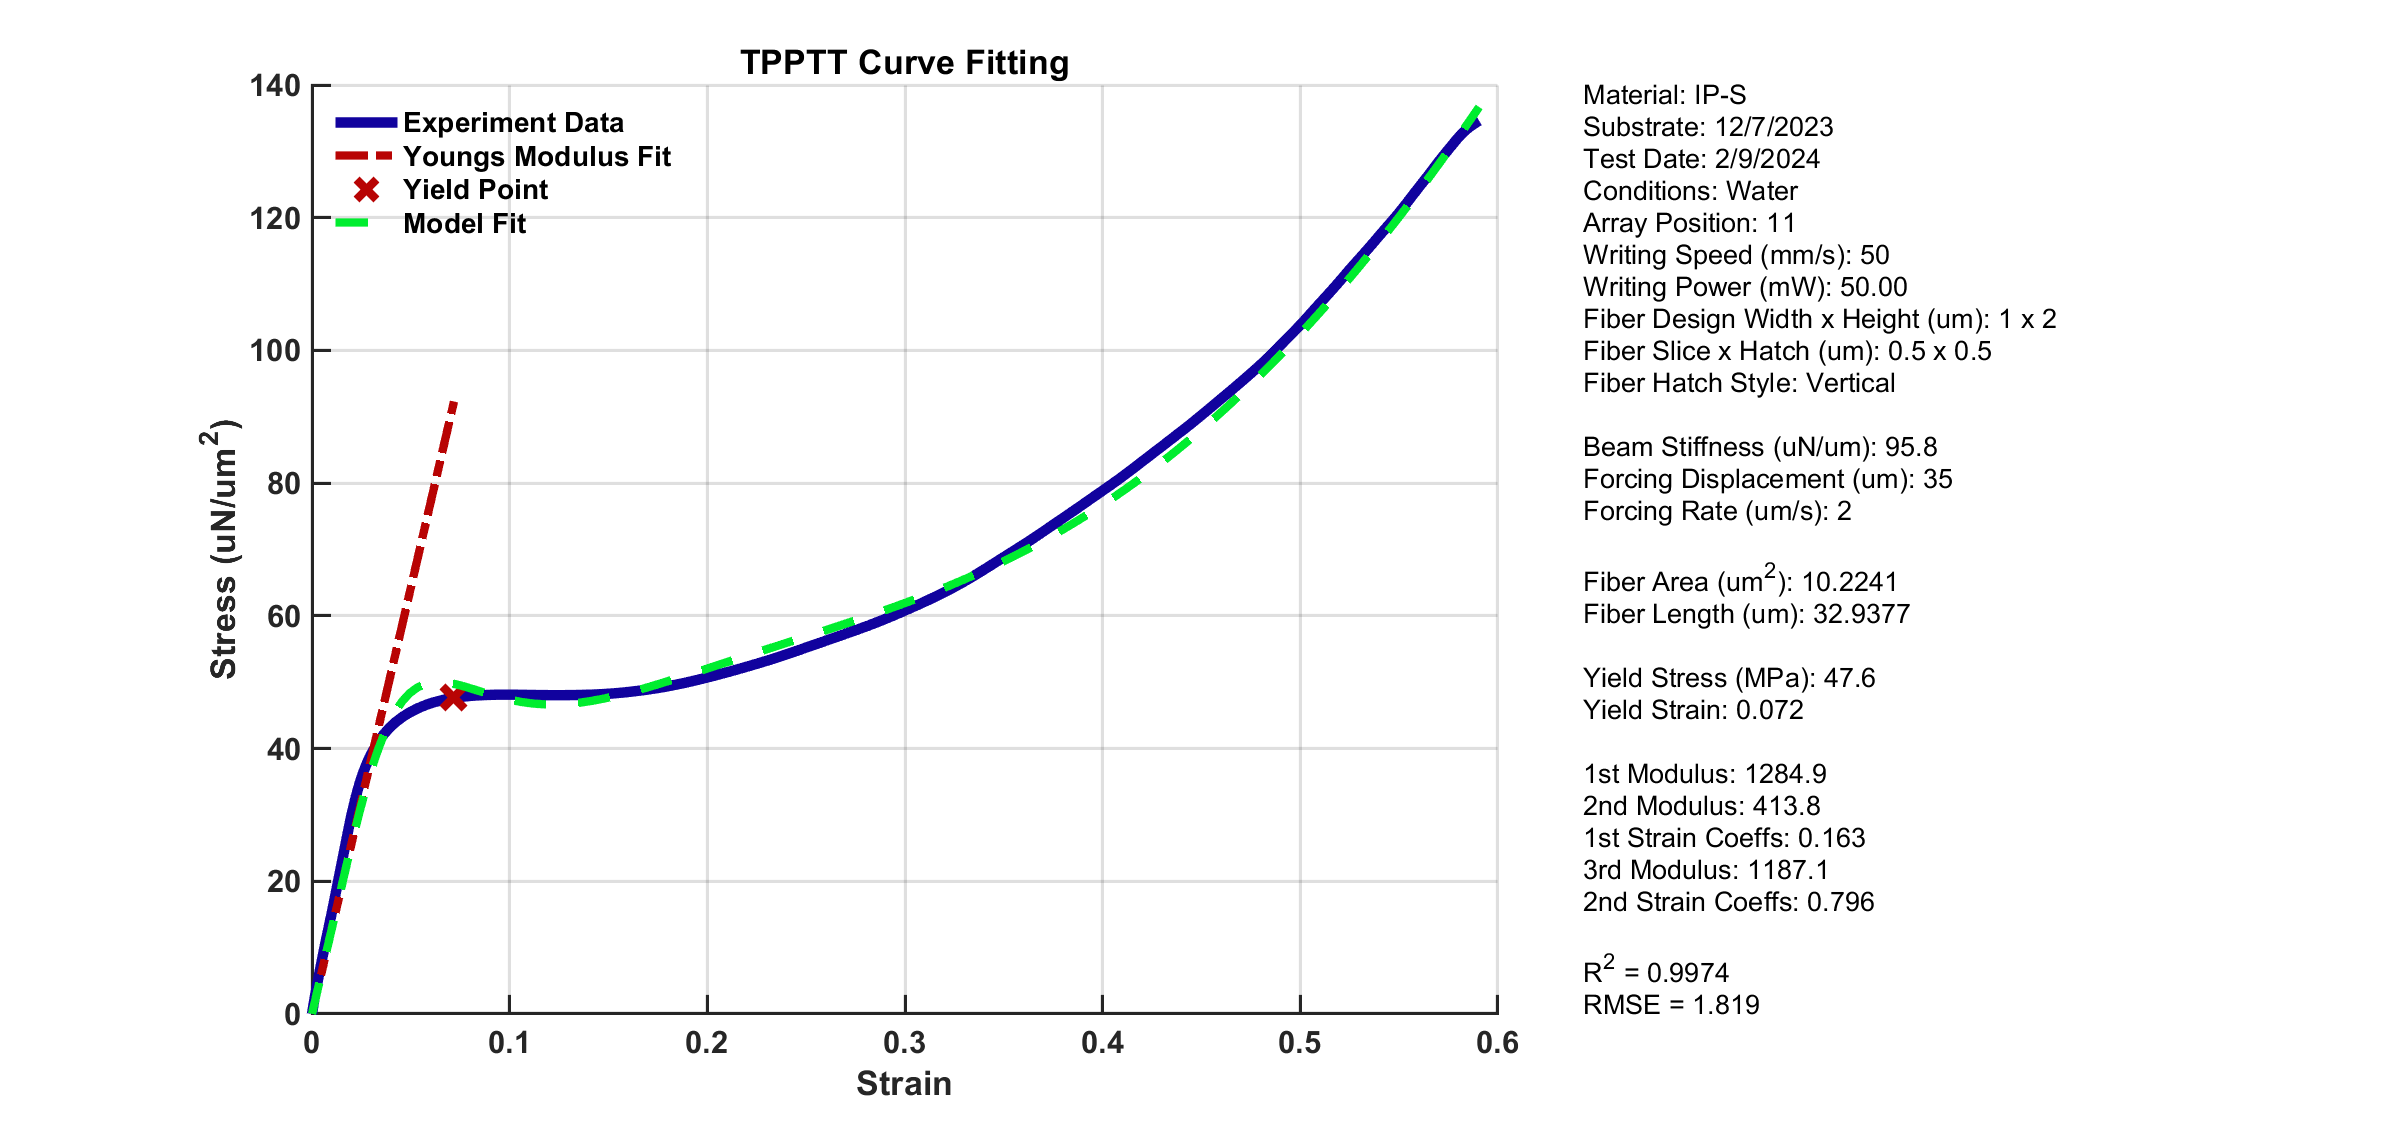 TPPTT Curve Fitting
140
120
100
80
60
40
20
0
Stress (uN/um²)
Experiment Data
Youngs Modulus Fit
Yield Point
Model Fit
0 0.1 0.2 0.3 0.4 0.5 0.6
Strain
Material: IP-S
Substrate: 12/7/2023
Test Date: 2/9/2024
Conditions: Water
Array Position: 11
Writing Speed (mm/s): 50
Writing Power (mW): 50.00
Fiber Design Width x Height (um): 1 x 2
Fiber Slice x Hatch (um): 0.5 x 0.5
Fiber Hatch Style: Vertical
Beam Stiffness (uN/um): 95.8
Forcing Displacement (um): 35
Forcing Rate (um/s): 2
Fiber Area (um²): 10.2241
Fiber Length (um): 32.9377
Yield Stress (MPa): 47.6
Yield Strain: 0.072
1st Modulus: 1284.9
2nd Modulus: 413.8
1st Strain Coeffs: 0.163
3rd Modulus: 1187.1
2nd Strain Coeffs: 0.796
R² = 0.9974
RMSE = 1.819